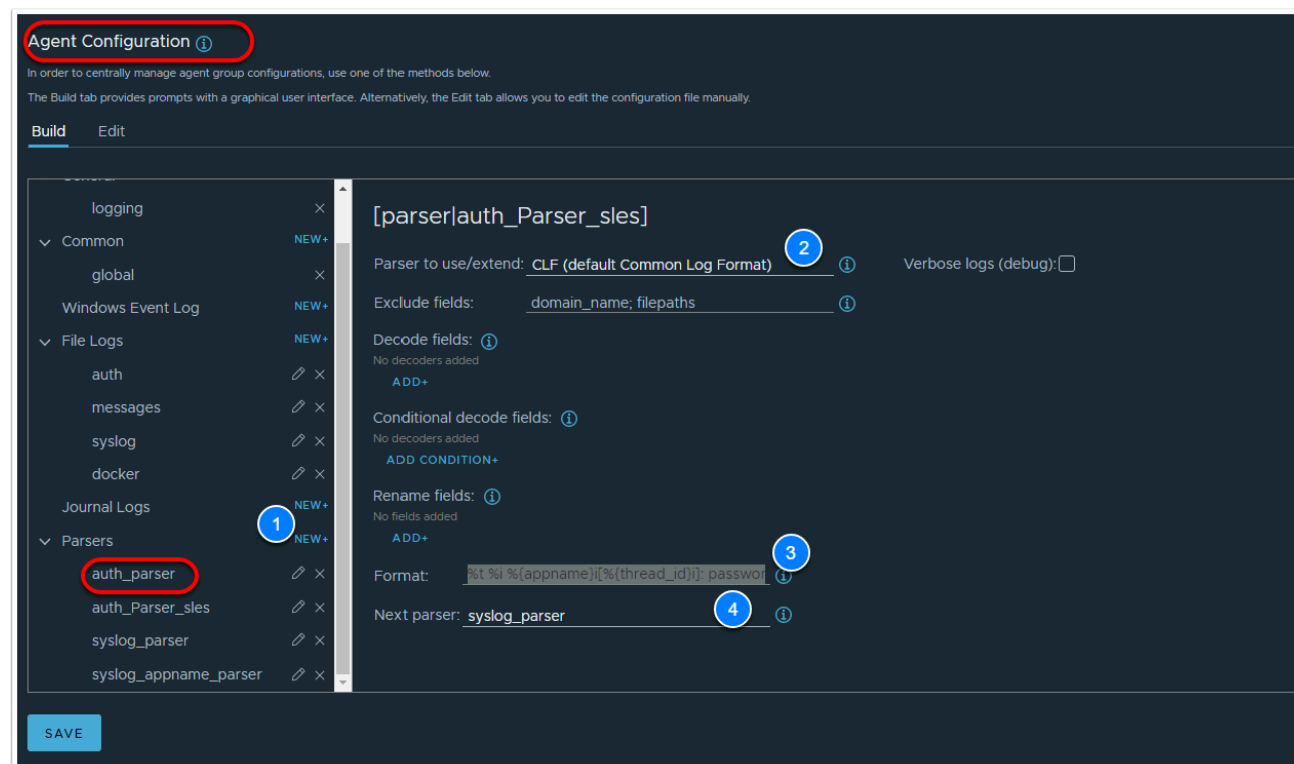 Agent Configuration
In order to centrally manage agent group configurations, use one of the methods below.
The Build tab provides prompts with a graphical user interface. Alternatively, the Edit tab allows you to edit the configuration file manually.
Build Edit
logging
Common NEW+
global
Windows Event Log NEW+
File Logs NEW+
auth
messages
syslog
docker
Journal Logs NEW+
1
Parsers NEW+
auth_parser
auth_Parser_sles
syslog_parser
syslog_appname_parser
[parser|auth_Parser_sles]
2
Parser to use/extend: CLF (default Common Log Format) Verbose logs (debug):
Exclude fields: domain_name; filepaths
Decode fields:
No decoders added
ADD+
Conditional decode fields:
No decoders added
ADD CONDITION+
Rename fields:
No fields added
ADD+
3
Format: %t %i %{appname}i[%{thread_id}i]: passwor
Next parser: syslog_parser 4
SAVE